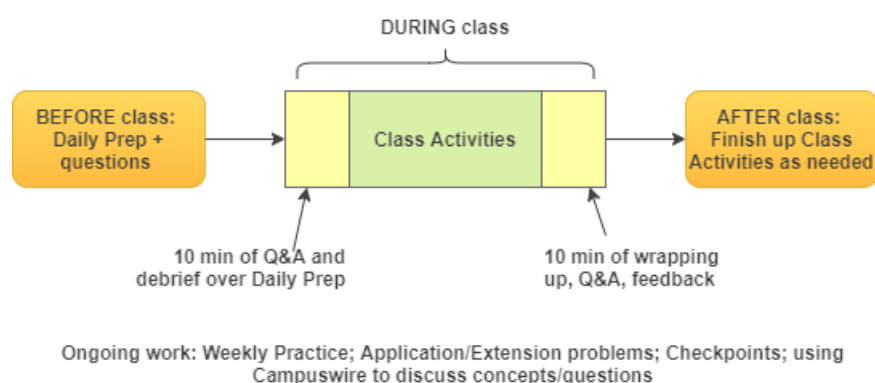 DURING class
BEFORE class:
Daily Prep +
questions
Class Activities
AFTER class:
Finish up Class
Activities as needed
10 min of Q&A and
debrief over Daily Prep
10 min of wrapping
up, Q&A, feedback
Ongoing work: Weekly Practice; Application/Extension problems; Checkpoints; using
Campuswire to discuss concepts/questions